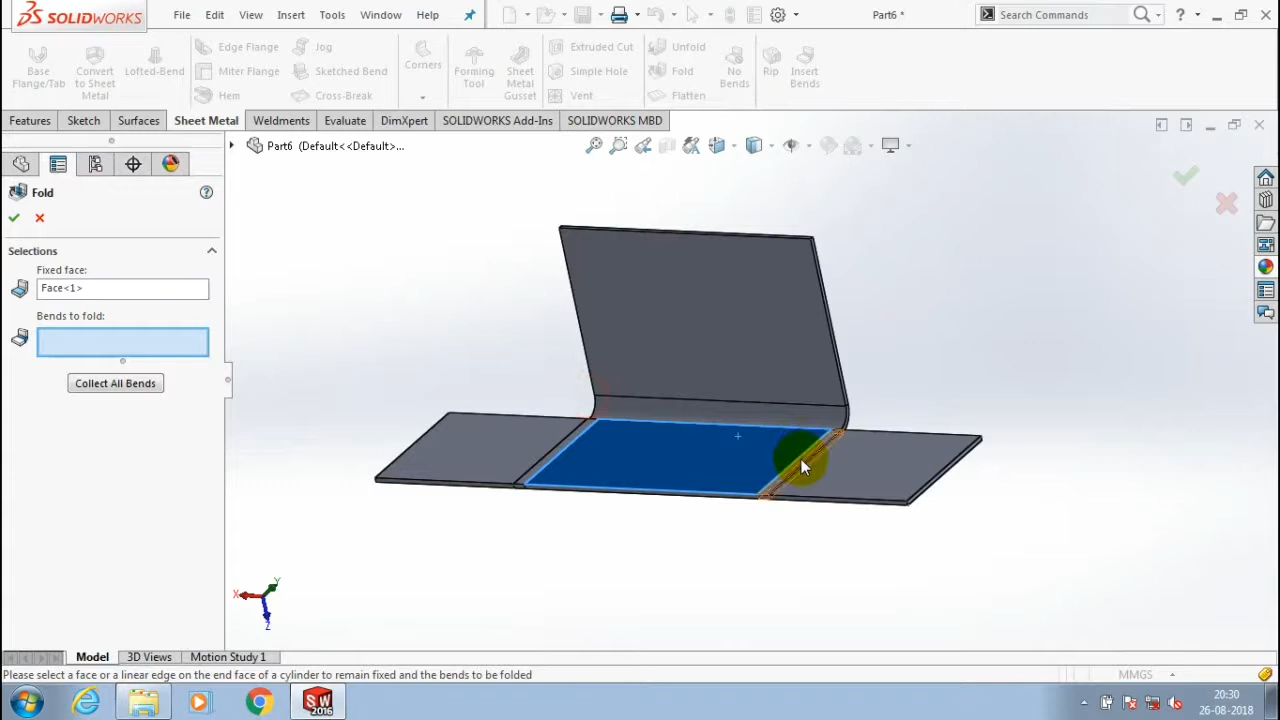 SOLIDWORKS File Edit View Insert Tools Window Help Part6 * Search Commands ?
Base Flange/Tab Convert to Sheet Metal Lofted-Bend Edge Flange Miter Flange Hem Jog Sketched Bend Cross-Break Corners Forming Tool Sheet Metal Gusset Extruded Cut Simple Hole Vent Unfold Fold Flatten No Bends Rip Insert Bends
Features Sketch Surfaces Sheet Metal Weldments Evaluate DimXpert SOLIDWORKS Add-Ins SOLIDWORKS MBD
Part6 (Default<<Default>...
Fold ?
Selections
Fixed face:
Face<1>
Bends to fold:
Collect All Bends
Y
X
Z
Model 3D Views Motion Study 1
Please select a face or a linear edge on the end face of a cylinder to remain fixed and the bends to be folded MMGS
SW 2016
20:30
26-08-2018